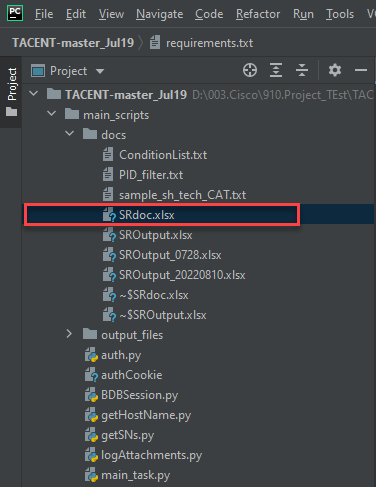 PC File Edit View Navigate Code Refactor Run Tools
TACENT-master_Jul19 requirements.txt
Project
Project
TACENT-master_Jul19 D:\003.Cisco\910.Project_TEst\TAC
main_scripts
docs
ConditionList.txt
PID_filter.txt
sample_sh_tech_CAT.txt
SRdoc.xlsx
SROutput.xlsx
SROutput_0728.xlsx
SROutput_20220810.xlsx
~$SRdoc.xlsx
~$SROutput.xlsx
output_files
auth.py
authCookie
BDBSession.py
getHostName.py
getSNs.py
logAttachments.py
main_task.py